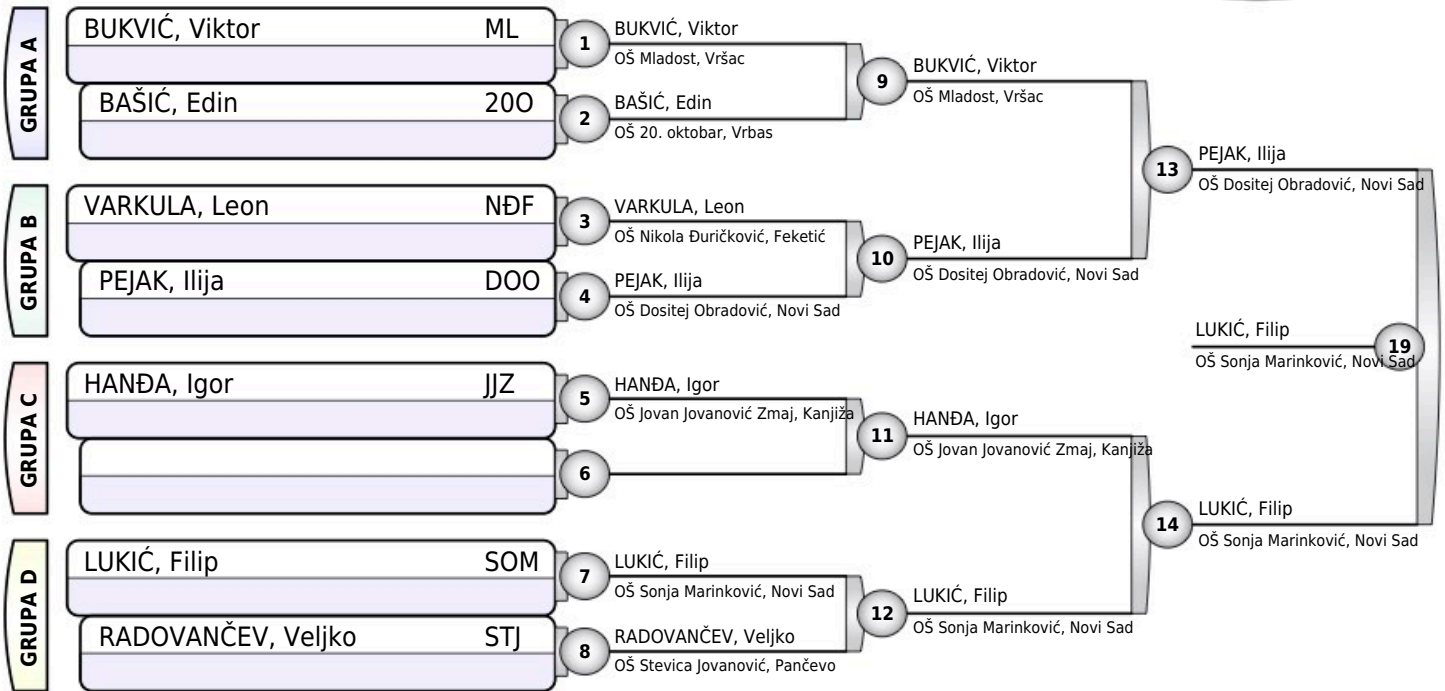 GRUPA A
BUKVIĆ, Viktor ML
BAŠIĆ, Edin 20O
GRUPA B
VARKULA, Leon NĐF
PEJAK, Ilija DOO
GRUPA C
HANĐA, Igor JJZ
GRUPA D
LUKIĆ, Filip SOM
RADOVANČEV, Veljko STJ
1
BUKVIĆ, Viktor
OŠ Mladost, Vršac
2
BAŠIĆ, Edin
OŠ 20. oktobar, Vrbas
3
VARKULA, Leon
OŠ Nikola Đuričković, Feketić
4
PEJAK, Ilija
OŠ Dositej Obradović, Novi Sad
5
HANĐA, Igor
OŠ Jovan Jovanović Zmaj, Kanjiža
6
7
LUKIĆ, Filip
OŠ Sonja Marinković, Novi Sad
8
RADOVANČEV, Veljko
OŠ Stevica Jovanović, Pančevo
9
BUKVIĆ, Viktor
OŠ Mladost, Vršac
10
PEJAK, Ilija
OŠ Dositej Obradović, Novi Sad
11
HANĐA, Igor
OŠ Jovan Jovanović Zmaj, Kanjiža
12
LUKIĆ, Filip
OŠ Sonja Marinković, Novi Sad
13
PEJAK, Ilija
OŠ Dositej Obradović, Novi Sad
14
LUKIĆ, Filip
OŠ Sonja Marinković, Novi Sad
19
LUKIĆ, Filip
OŠ Sonja Marinković, Novi Sad